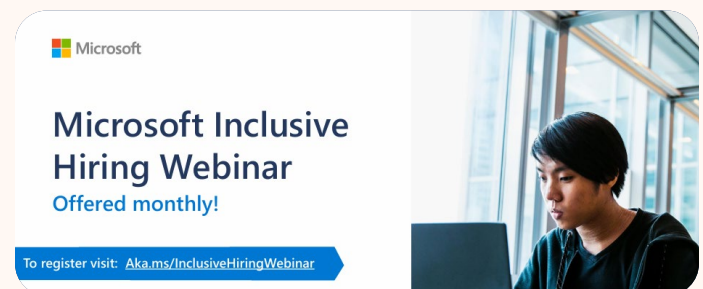 Microsoft
Microsoft Inclusive
Hiring Webinar
Offered monthly!
To register visit: Aka.ms/InclusiveHiringWebinar